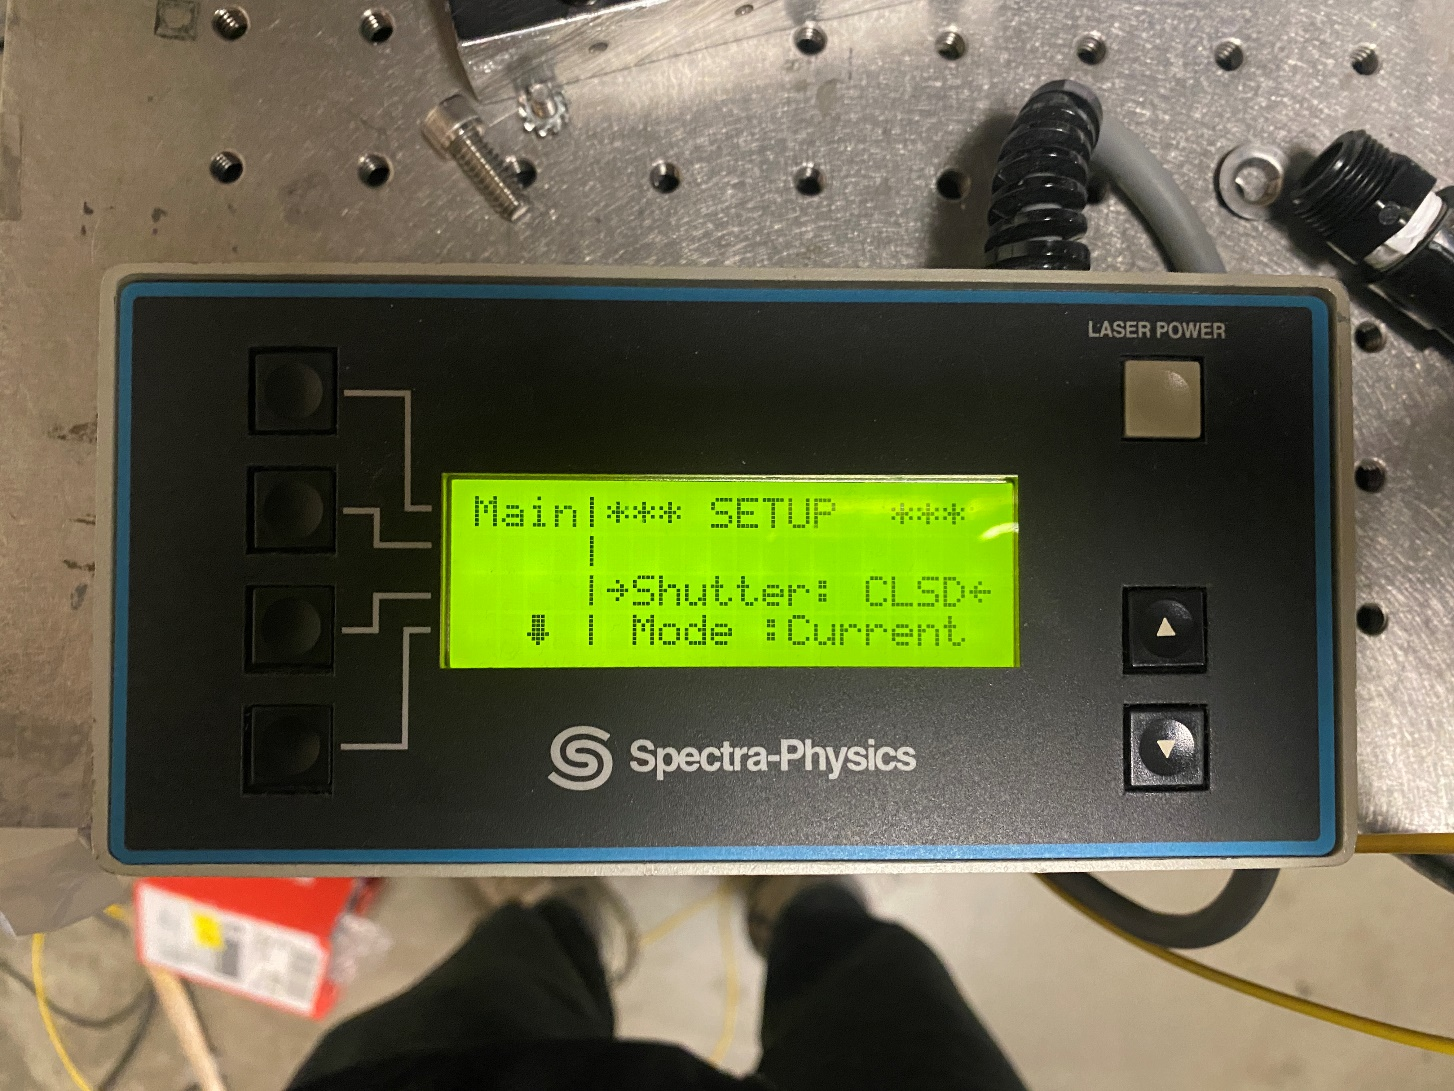 LASER POWER
Main|*** SETUP ***
|
|→Shutter: CLSD←
↓ | Mode :Current
Spectra-Physics